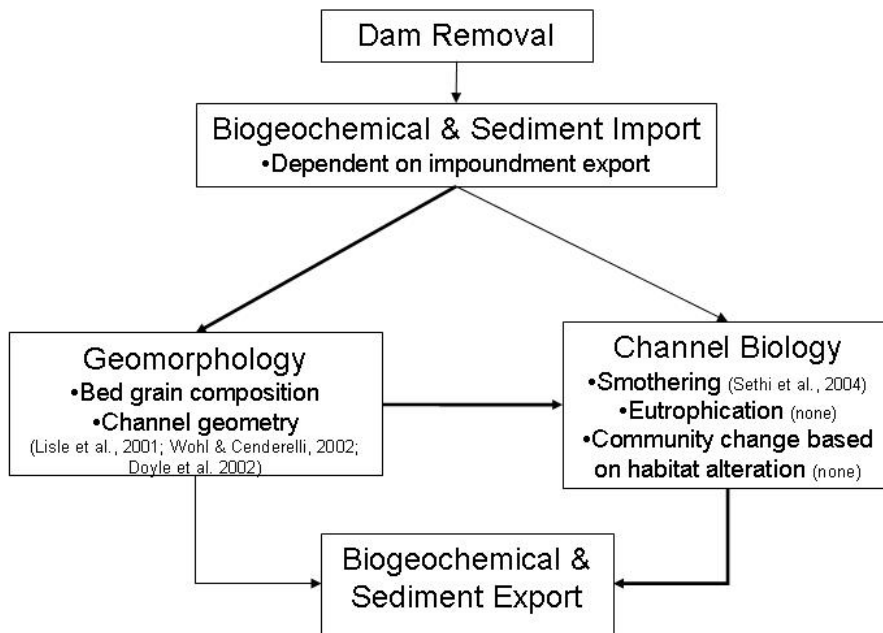 Dam Removal
Biogeochemical & Sediment Import
•Dependent on impoundment export
Geomorphology
•Bed grain composition
•Channel geometry
(Lisle et al., 2001; Wohl & Cenderelli, 2002;
Doyle et al. 2002)
Channel Biology
•Smothering (Sethi et al., 2004)
•Eutrophication (none)
•Community change based
on habitat alteration (none)
Biogeochemical &
Sediment Export